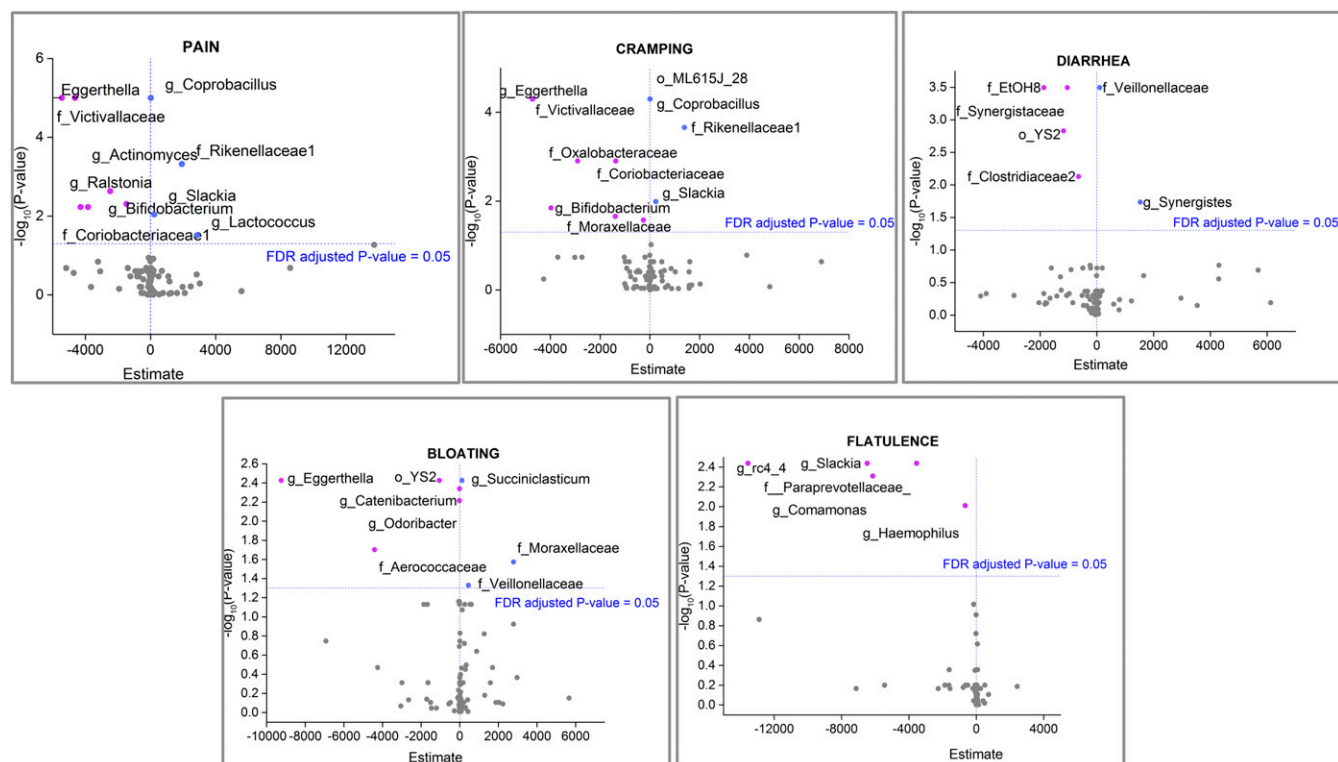 PAIN
6
4
2
0
-log10(P-value)
Eggerthella
g_Coprobacillus
f_Victivallaceae
g_Actinomyces
f_Rikenellaceae1
g_Ralstonia
g_Slackia
g_Bifidobacterium
g_Lactococcus
f_Coriobacteriaceae1
FDR adjusted P-value = 0.05
-4000 0 4000 8000 12000
Estimate
CRAMPING
4
2
0
-log10(P-value)
o_ML615J_28
g_Eggerthella
g_Coprobacillus
f_Victivallaceae
f_Rikenellaceae1
f_Oxalobacteraceae
f_Coriobacteriaceae
g_Slackia
g_Bifidobacterium
f_Moraxellaceae
FDR adjusted P-value = 0.05
-6000 -4000 -2000 0 2000 4000 6000 8000
Estimate
DIARRHEA
3.5
3.0
2.5
2.0
1.5
1.0
0.5
0.0
-log10(P-value)
f_EtOH8
f_Veillonellaceae
f_Synergistaceae
o_YS2
f_Clostridiaceae2
g_Synergistes
FDR adjusted P-value = 0.05
-4000 -2000 0 2000 4000 6000
Estimate
BLOATING
2.6
2.4
2.2
2.0
1.8
1.6
1.4
1.2
1.0
0.8
0.6
0.4
0.2
0.0
-log10(P-value)
g_Eggerthella
o_YS2
g_Succiniclasticum
g_Catenibacterium
g_Odoribacter
f_Moraxellaceae
f_Aerococcaceae
f_Veillonellaceae
FDR adjusted P-value = 0.05
-10000 -8000 -6000 -4000 -2000 0 2000 4000 6000
Estimate
FLATULENCE
2.4
2.2
2.0
1.8
1.6
1.4
1.2
1.0
0.8
0.6
0.4
0.2
0.0
-log10(P-value)
g_rc4_4
g_Slackia
f__Paraprevotellaceae_
g_Comamonas
g_Haemophilus
FDR adjusted P-value = 0.05
-12000 -8000 -4000 0 4000
Estimate